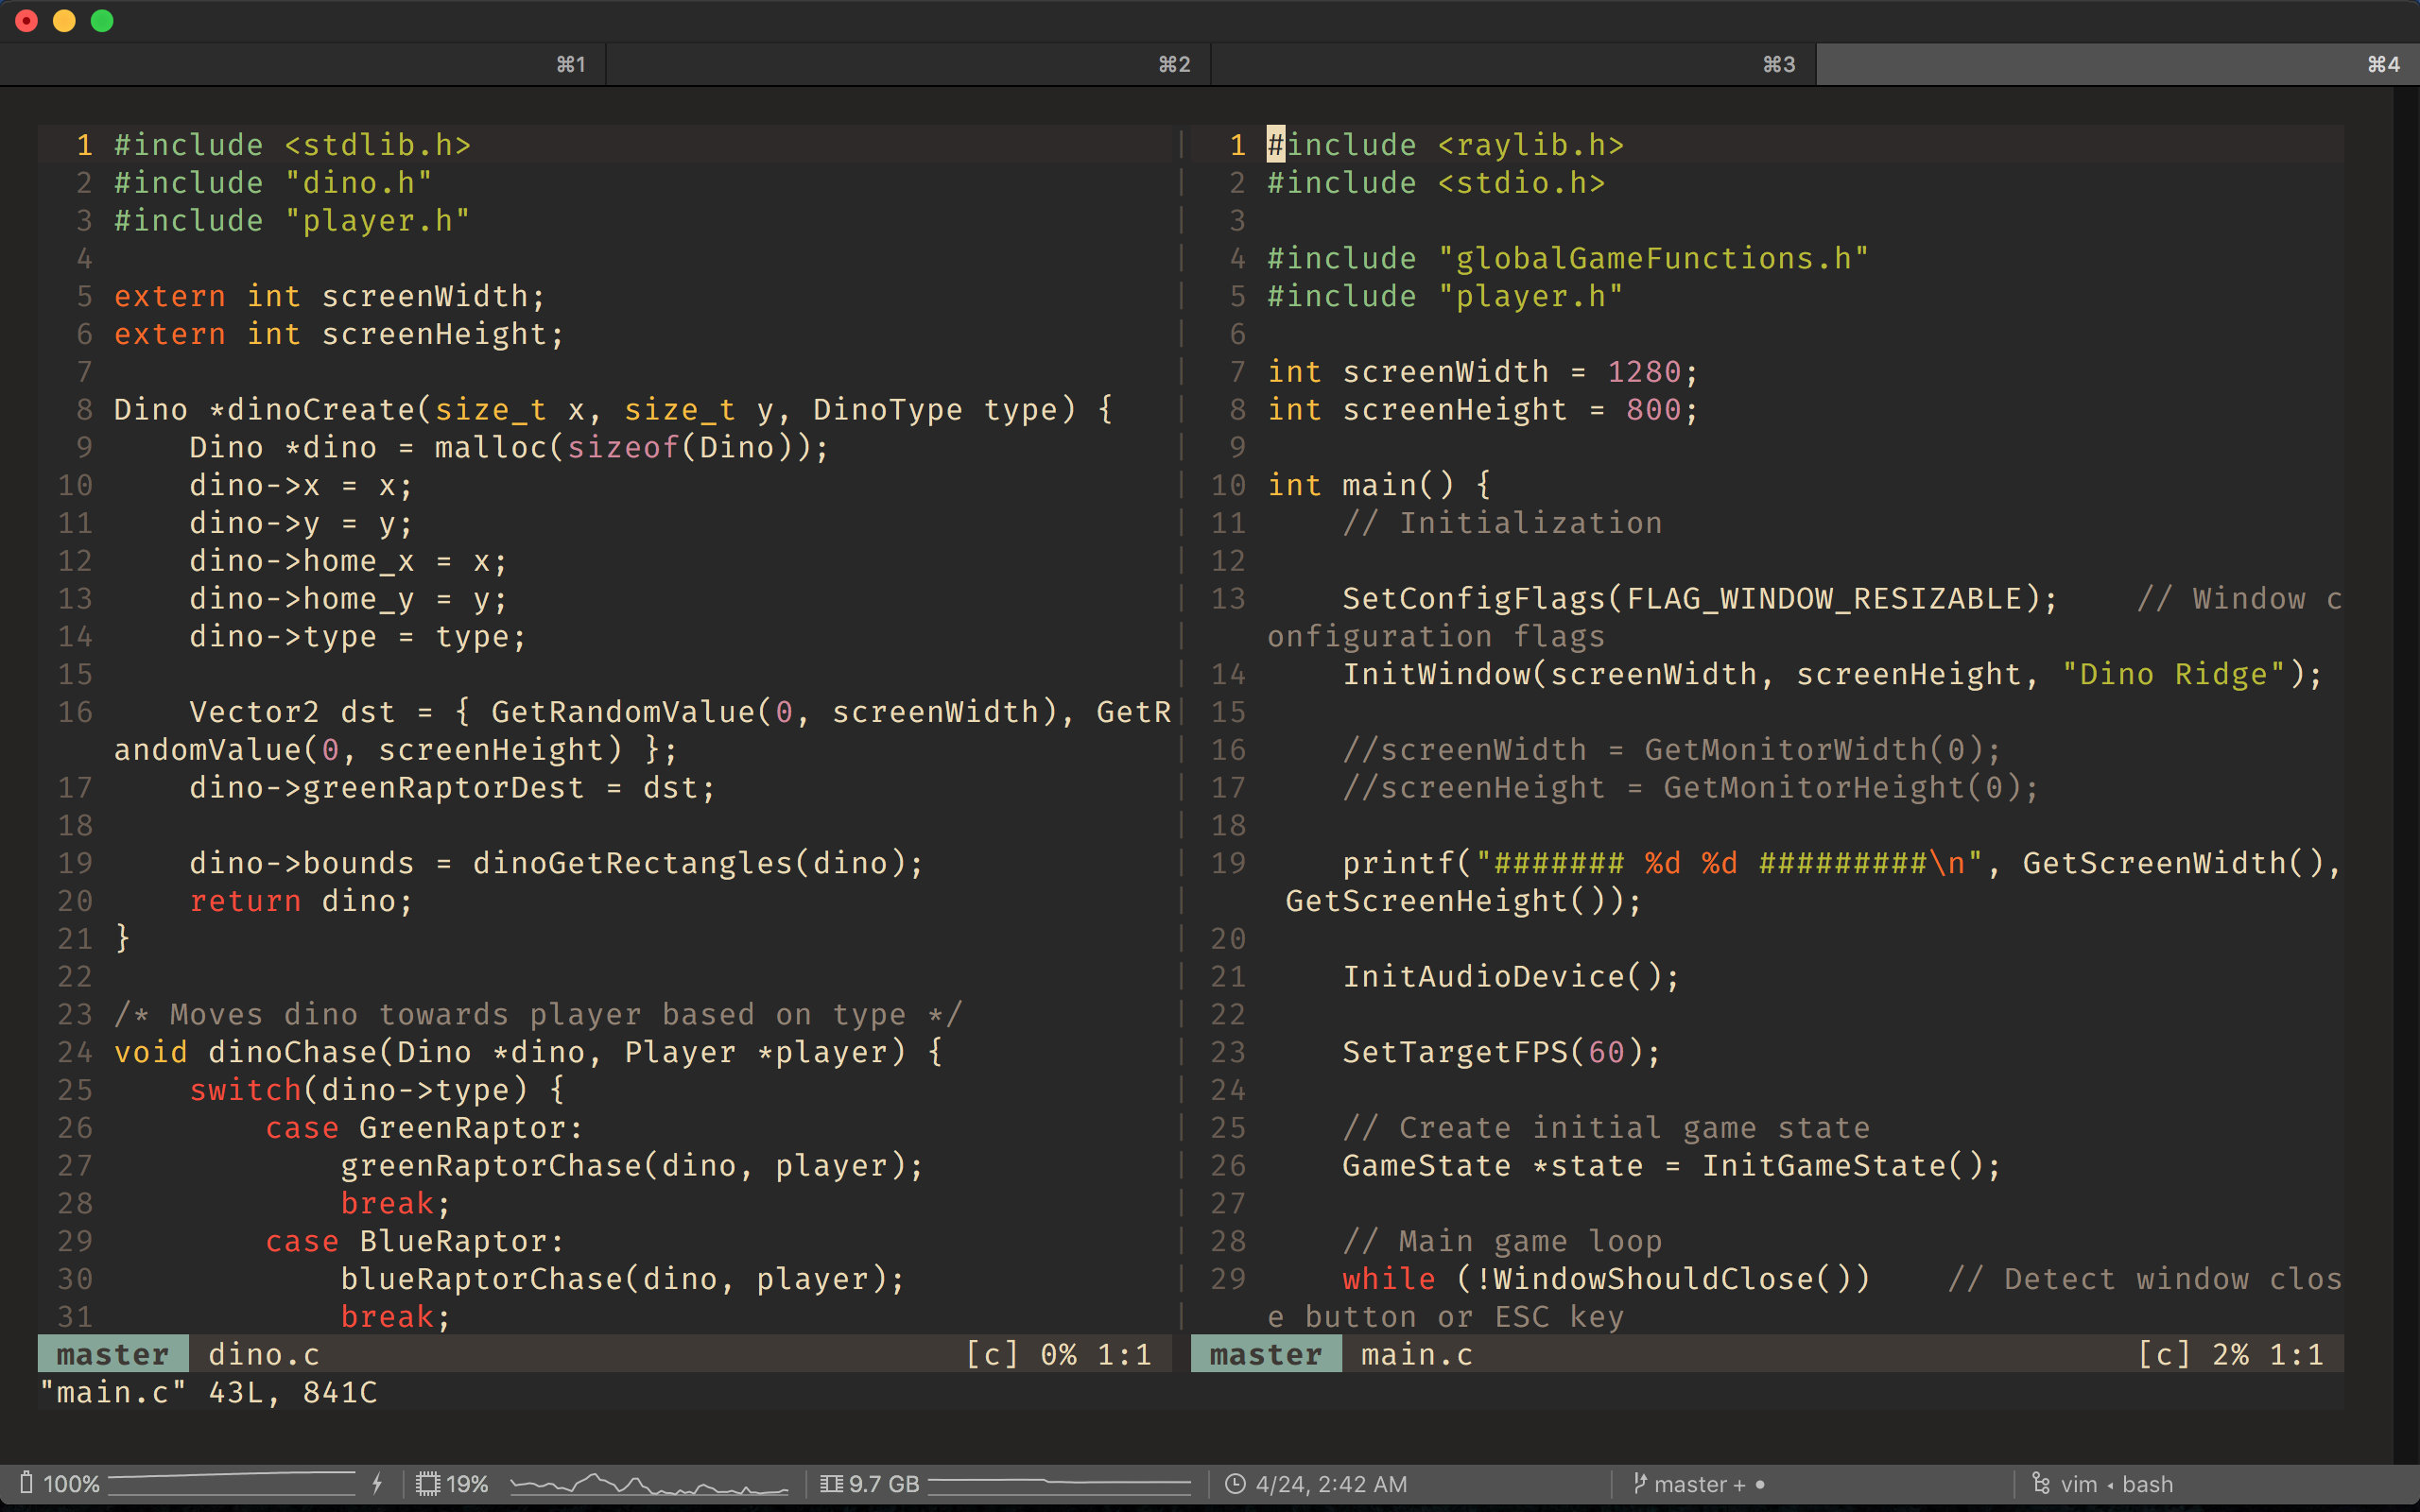 ⌘1 ⌘2 ⌘3 ⌘4
1 #include <stdlib.h>
2 #include "dino.h"
3 #include "player.h"
4
5 extern int screenWidth;
6 extern int screenHeight;
7
8 Dino *dinoCreate(size_t x, size_t y, DinoType type) {
9     Dino *dino = malloc(sizeof(Dino));
10     dino->x = x;
11     dino->y = y;
12     dino->home_x = x;
13     dino->home_y = y;
14     dino->type = type;
15
16     Vector2 dst = { GetRandomValue(0, screenWidth), GetR
andomValue(0, screenHeight) };
17     dino->greenRaptorDest = dst;
18
19     dino->bounds = dinoGetRectangles(dino);
20     return dino;
21 }
22
23 /* Moves dino towards player based on type */
24 void dinoChase(Dino *dino, Player *player) {
25     switch(dino->type) {
26         case GreenRaptor:
27             greenRaptorChase(dino, player);
28             break;
29         case BlueRaptor:
30             blueRaptorChase(dino, player);
31             break;
master dino.c [c] 0% 1:1
"main.c" 43L, 841C
1 #include <raylib.h>
2 #include <stdio.h>
3
4 #include "globalGameFunctions.h"
5 #include "player.h"
6
7 int screenWidth = 1280;
8 int screenHeight = 800;
9
10 int main() {
11     // Initialization
12
13     SetConfigFlags(FLAG_WINDOW_RESIZABLE);    // Window c
onfiguration flags
14     InitWindow(screenWidth, screenHeight, "Dino Ridge");
15
16     //screenWidth = GetMonitorWidth(0);
17     //screenHeight = GetMonitorHeight(0);
18
19     printf("####### %d %d #########\n", GetScreenWidth(),
 GetScreenHeight());
20
21     InitAudioDevice();
22
23     SetTargetFPS(60);
24
25     // Create initial game state
26     GameState *state = InitGameState();
27
28     // Main game loop
29     while (!WindowShouldClose())    // Detect window clos
e button or ESC key
master main.c [c] 2% 1:1
100% 19% 9.7 GB 4/24, 2:42 AM master + ● vim ◂ bash